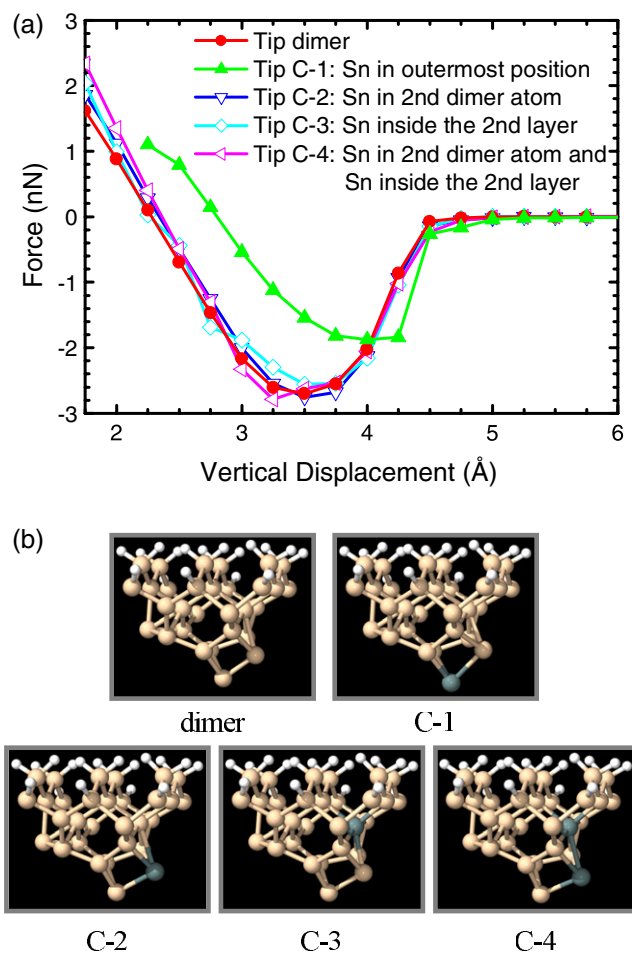 (a)
3
2
1
0
-1
-2
-3
Force (nN)
Tip dimer
Tip C-1: Sn in outermost position
Tip C-2: Sn in 2nd dimer atom
Tip C-3: Sn inside the 2nd layer
Tip C-4: Sn in 2nd dimer atom and
Sn inside the 2nd layer
2 3 4 5 6
Vertical Displacement (Å)
(b)
dimer C-1
C-2 C-3 C-4